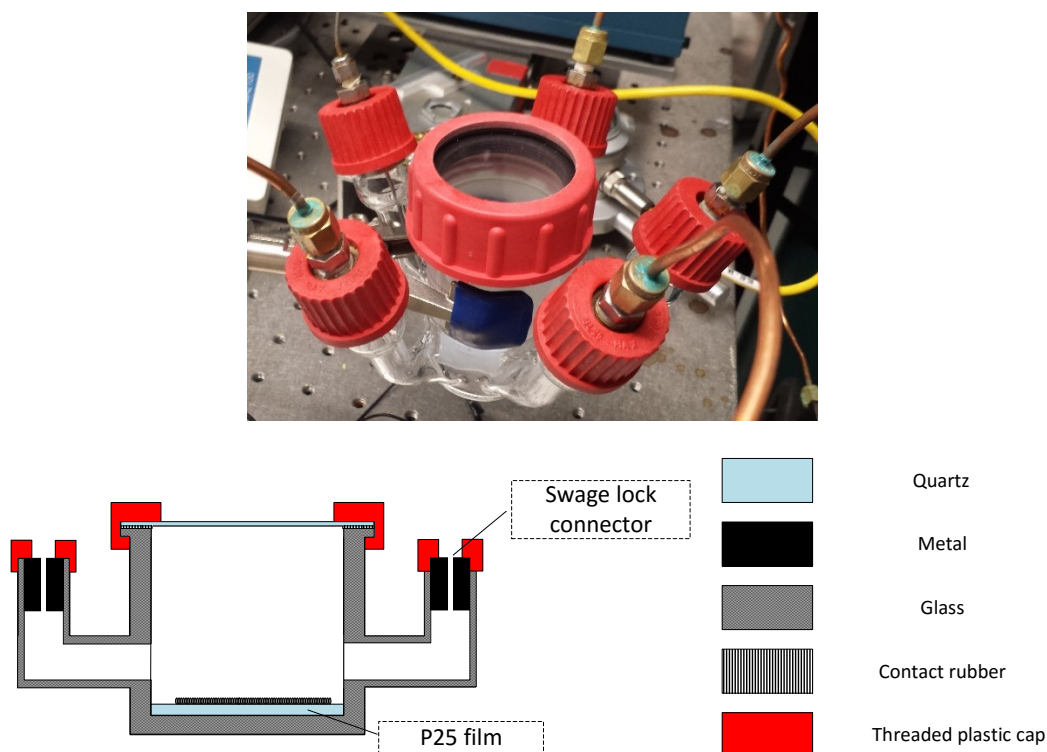 Swage lock
connector
P25 film
Quartz
Metal
Glass
Contact rubber
Threaded plastic cap